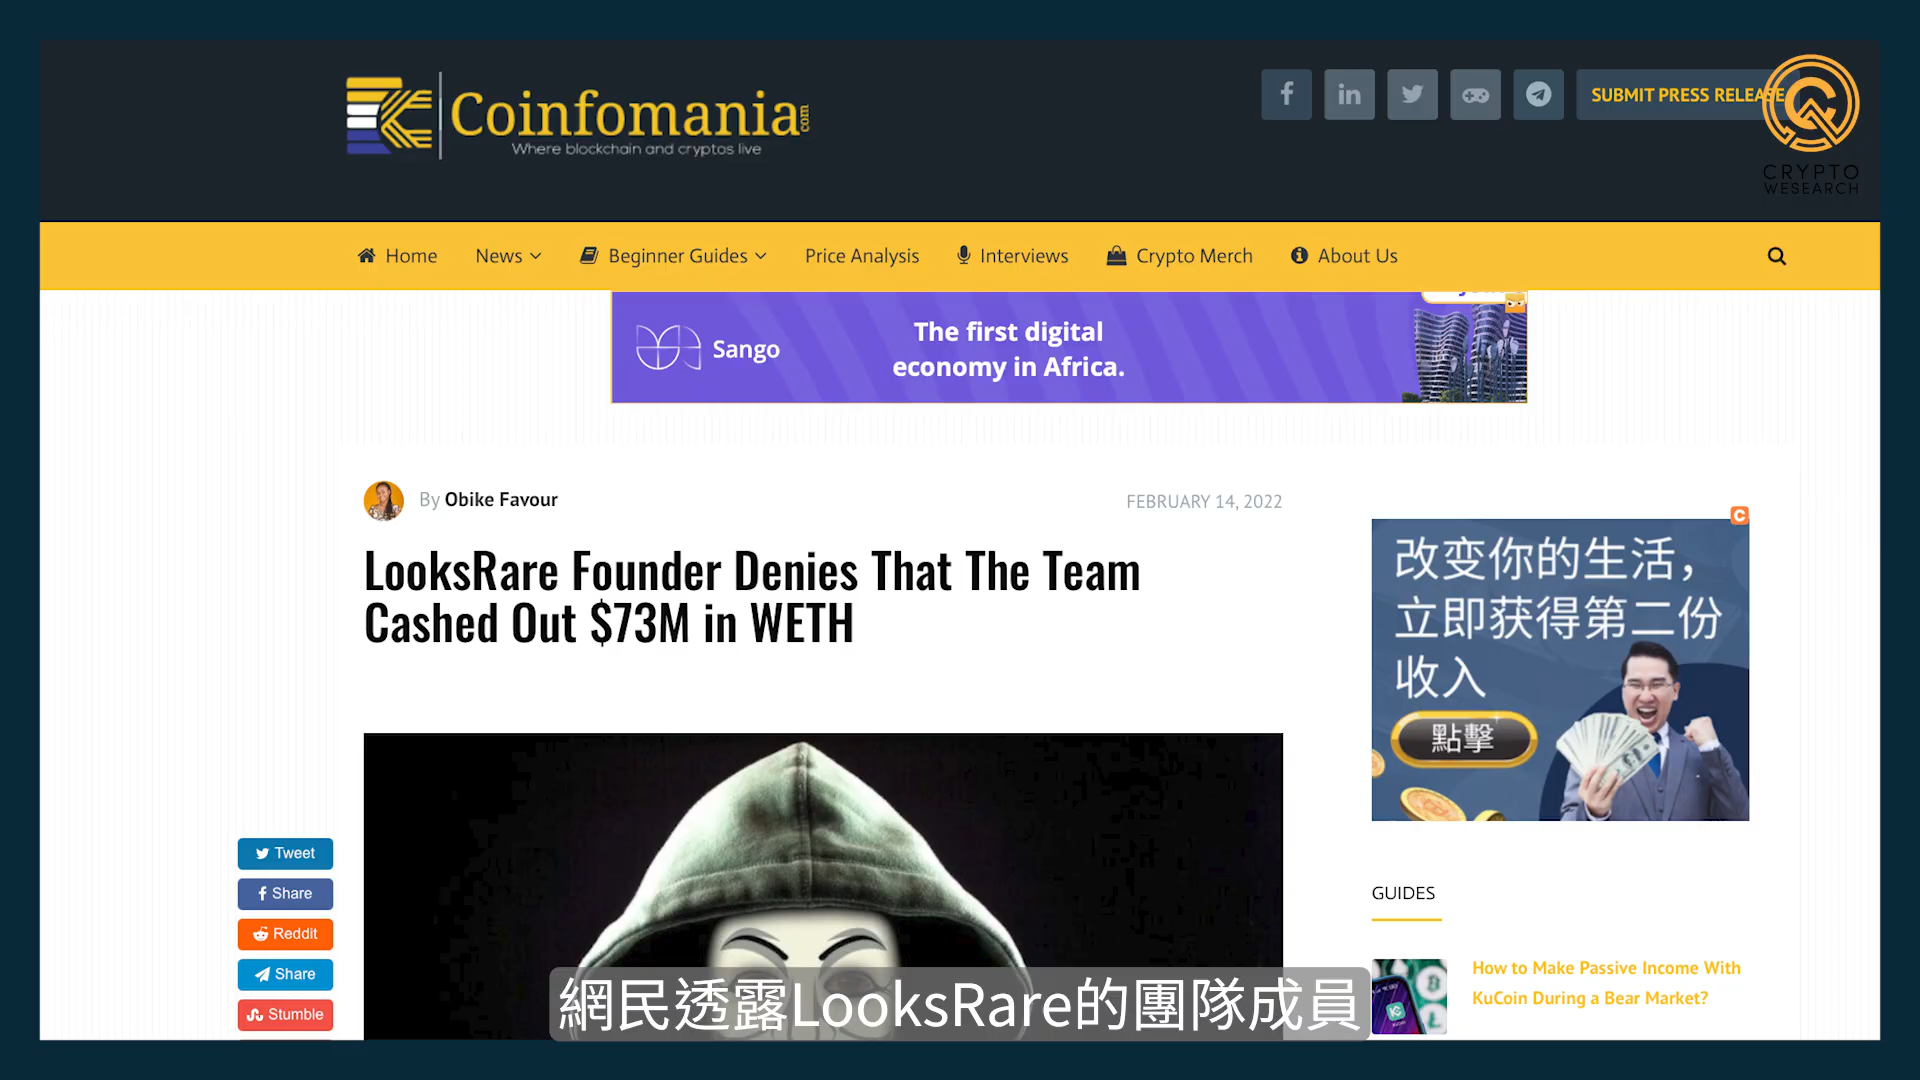 Coinfomania.com
Where blockchain and cryptos live
SUBMIT PRESS RELEASE
CRYPTO
WESEARCH
Home
News
Beginner Guides
Price Analysis
Interviews
Crypto Merch
About Us
Sango
The first digital
economy in Africa.
By Obike Favour
FEBRUARY 14, 2022
LooksRare Founder Denies That The Team
Cashed Out $73M in WETH
改变你的生活，
立即获得第二份
收入
點擊
Tweet
Share
Reddit
Share
Stumble
GUIDES
How to Make Passive Income With
KuCoin During a Bear Market?
網民透露LooksRare的團隊成員